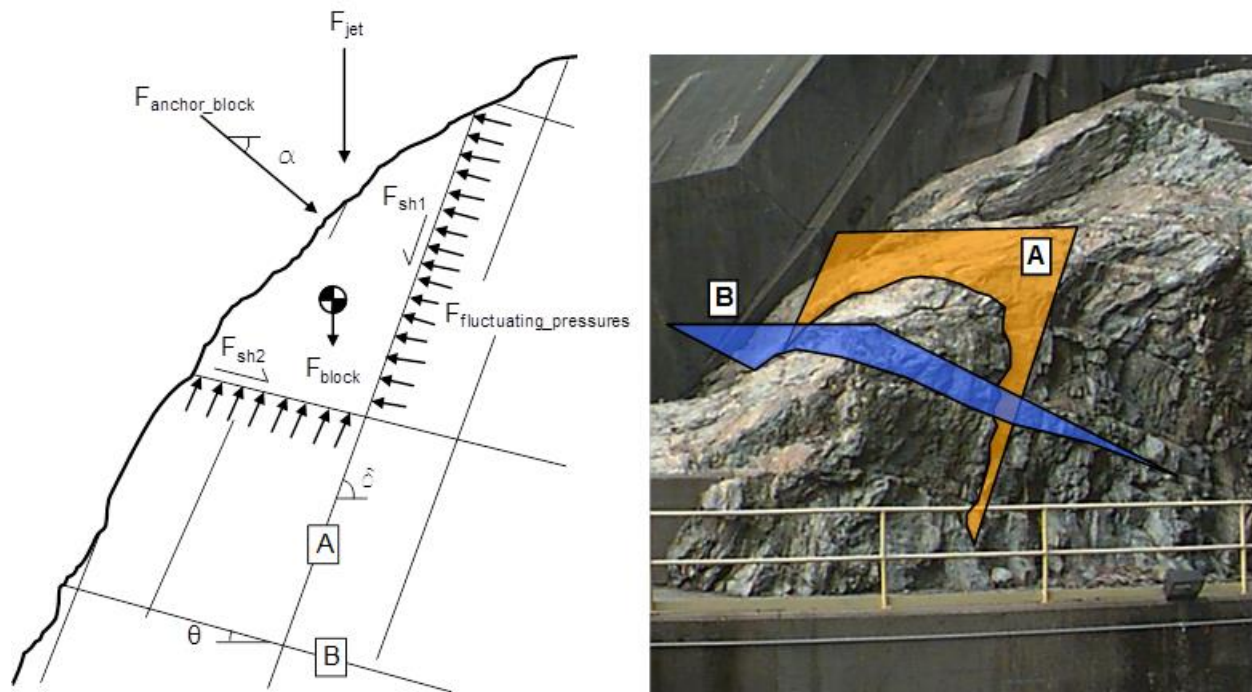 F_jet
F_anchor_block
α
F_sh1
F_fluctuating_pressures
F_sh2
F_block
δ
A
θ
B
A
B